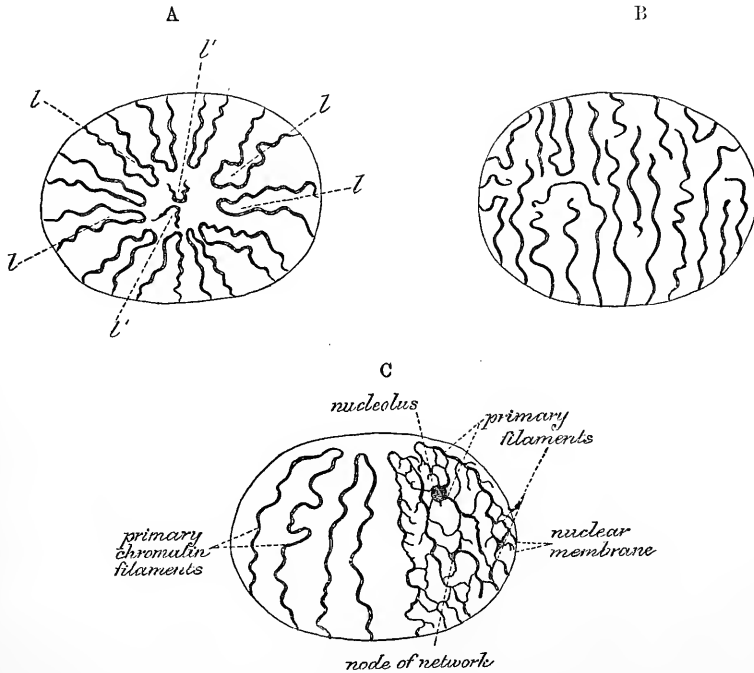 A
B
l'
l
l
l
l
l'
C
nucleolus
primary
filaments
primary
chromatin
filaments
nuclear
membrane
node of network